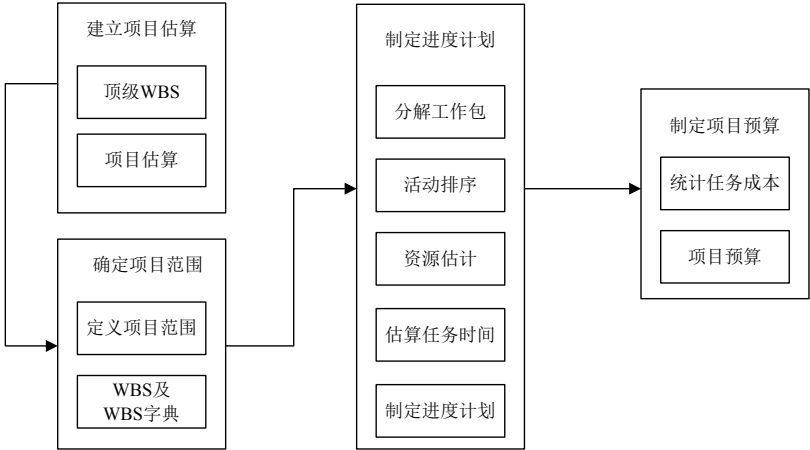 建立项目估算
顶级WBS
项目估算
确定项目范围
定义项目范围
WBS及
WBS字典
制定进度计划
分解工作包
活动排序
资源估计
估算任务时间
制定进度计划
制定项目预算
统计任务成本
项目预算